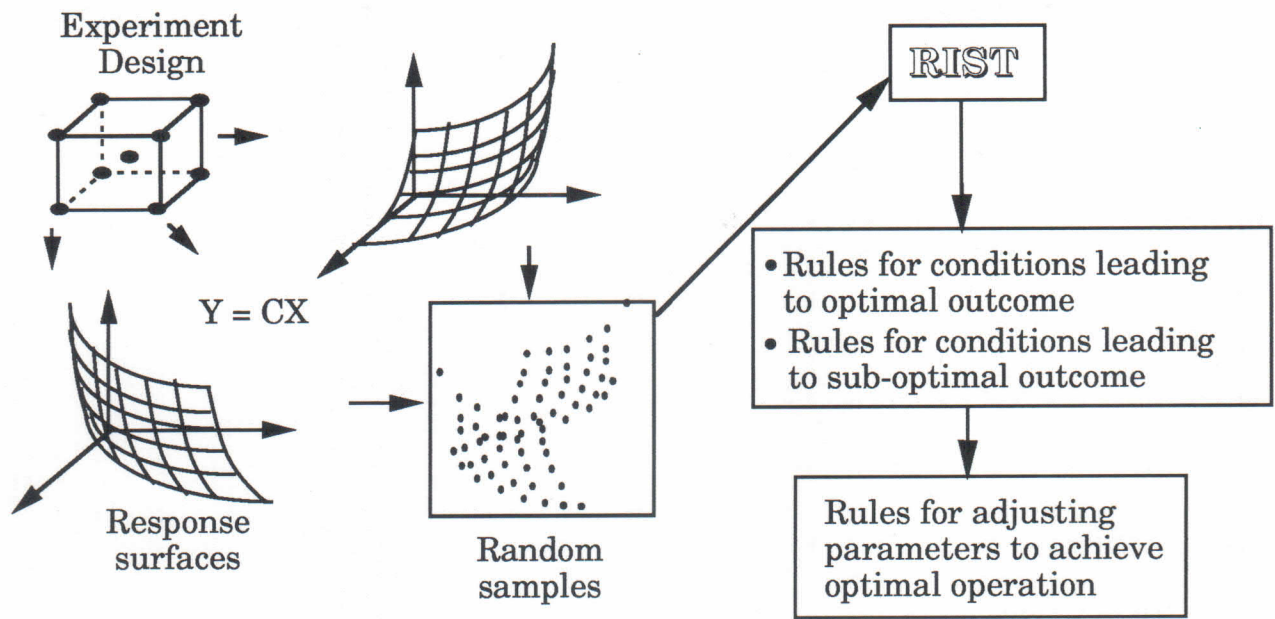 Experiment
Design
Y = CX
Response
surfaces
Random
samples
RIST
• Rules for conditions leading
to optimal outcome
• Rules for conditions leading
to sub-optimal outcome
Rules for adjusting
parameters to achieve
optimal operation